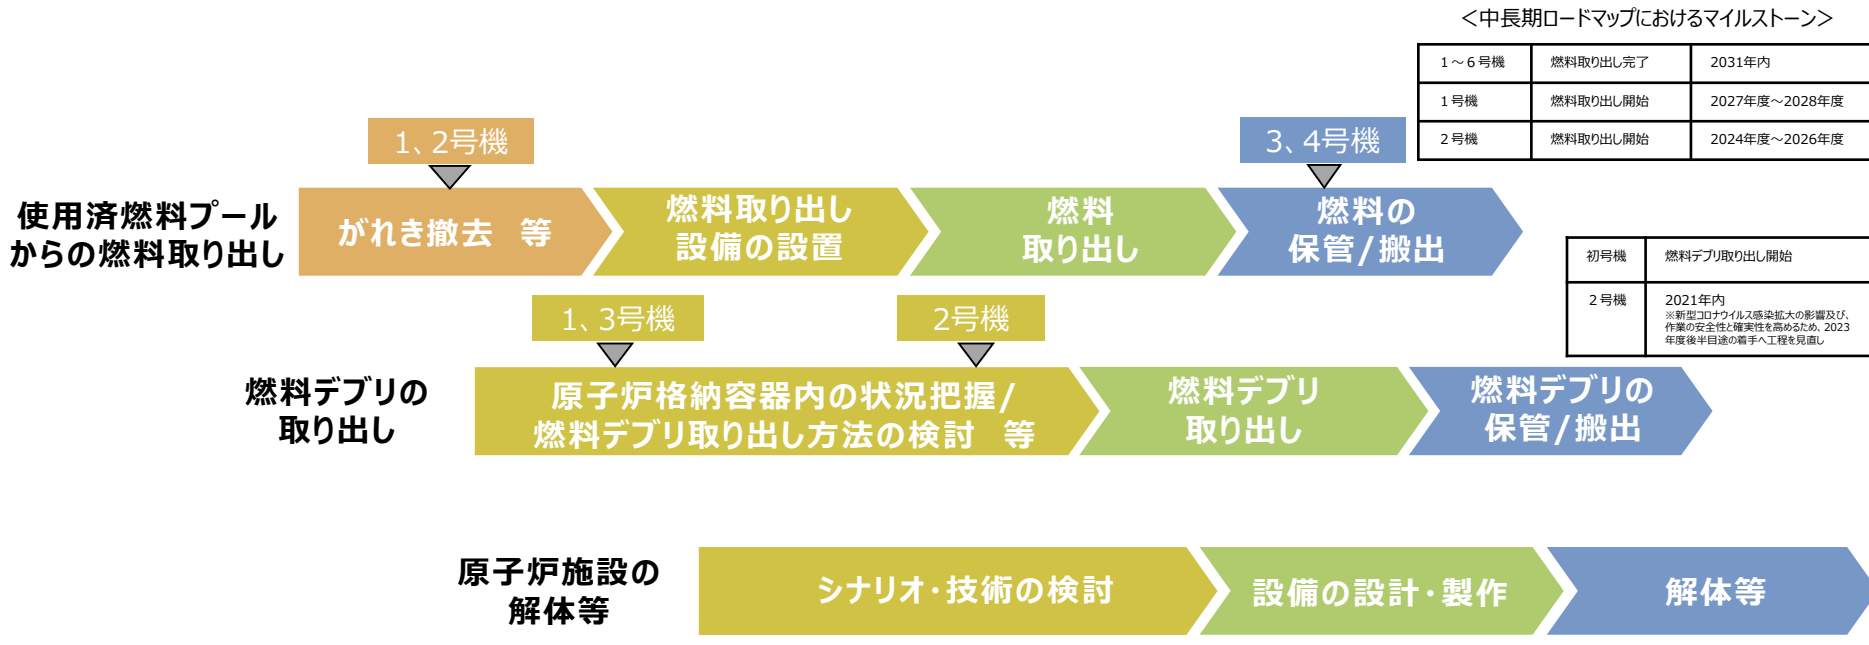 ＜中長期ロードマップにおけるマイルストーン＞
1～6号機 燃料取り出し完了 2031年内
1号機 燃料取り出し開始 2027年度～2028年度
2号機 燃料取り出し開始 2024年度～2026年度
1、2号機
3、4号機
使用済燃料プール
からの燃料取り出し
がれき撤去　等
燃料取り出し
設備の設置
燃料
取り出し
燃料の
保管/搬出
初号機 燃料デブリ取り出し開始
2号機 2021年内
※新型コロナウイルス感染拡大の影響及び、
作業の安全性と確実性を高めるため、2023
年度後半目途の着手へ工程を見直し
1、3号機
2号機
燃料デブリの
取り出し
原子炉格納容器内の状況把握/
燃料デブリ取り出し方法の検討　等
燃料デブリ
取り出し
燃料デブリの
保管/搬出
原子炉施設の
解体等
シナリオ・技術の検討
設備の設計・製作
解体等